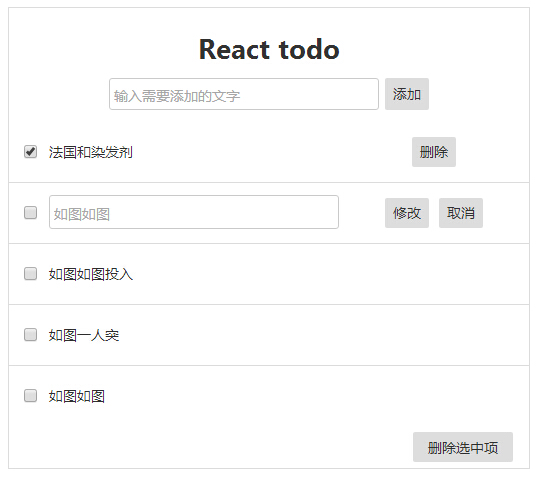 React todo
输入需要添加的文字 添加
法国和染发剂 删除
如图如图 修改 取消
如图如图投入
如图一人突
如图如图
删除选中项